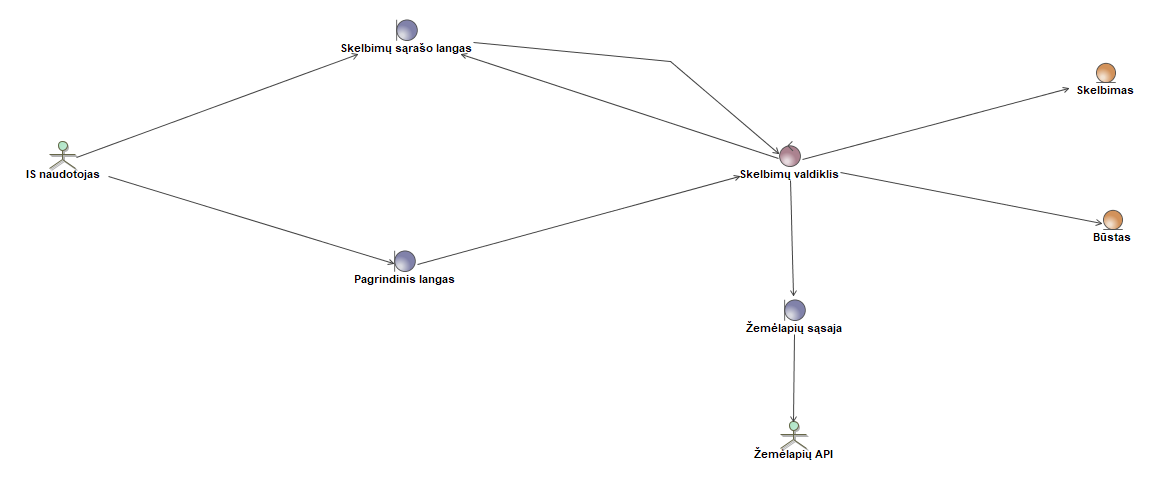 Skelbimų sąrašo langas
Skelbimas
IS naudotojas
Skelbimų valdiklis
Būstas
Pagrindinis langas
Žemėlapių sąsaja
Žemėlapių API